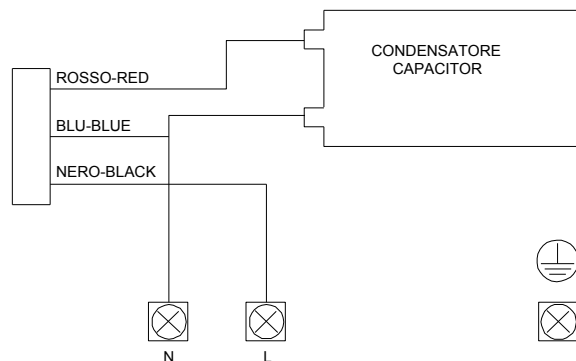 CONDENSATORE
CAPACITOR
ROSSO-RED
BLU-BLUE
NERO-BLACK
N
L